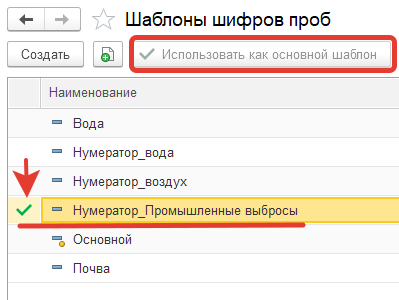 Шаблоны шифров проб
Создать
Использовать как основной шаблон
Наименование
Вода
Нумератор_вода
Нумератор_воздух
Нумератор_Промышленные выбросы
Основной
Почва